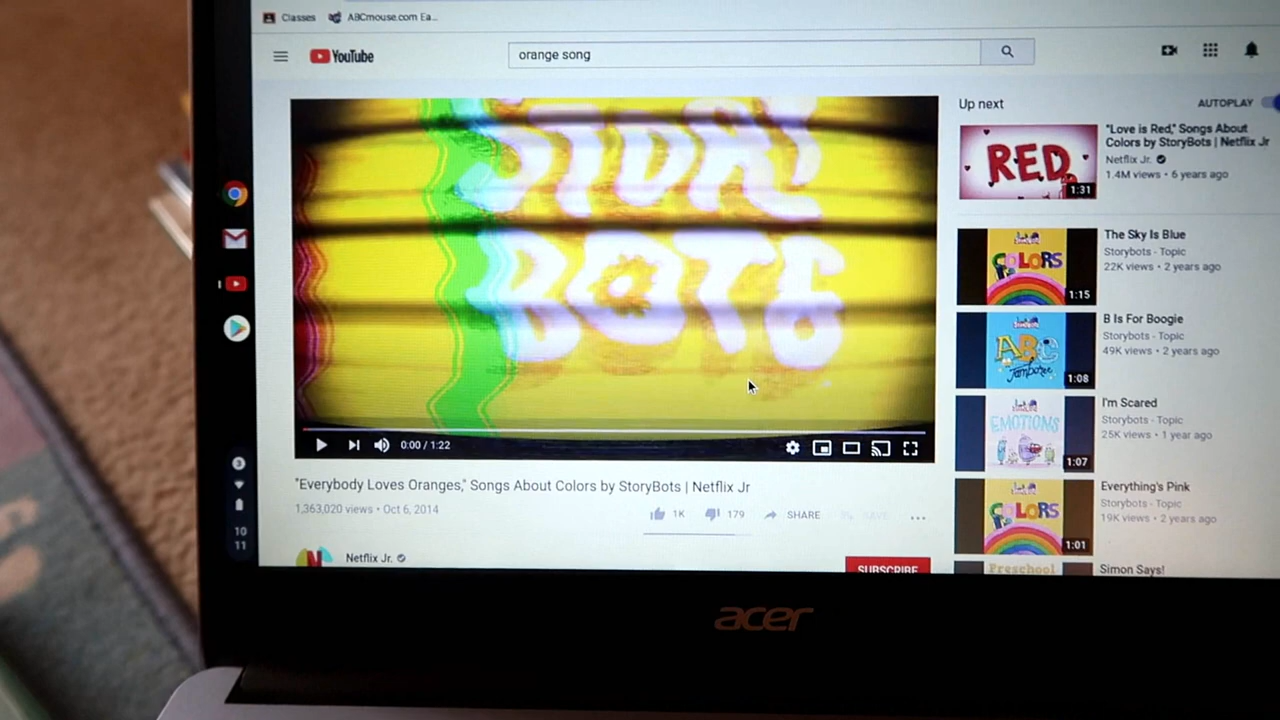 Classes ABCmouse.com Ea...
YouTube
orange song
STORY
BOTS
0:00 / 1:22
"Everybody Loves Oranges," Songs About Colors by StoryBots | Netflix Jr
1,363,020 views • Oct 6, 2014
1K 179 SHARE SAVE ...
Netflix Jr.
SUBSCRIBE
Up next AUTOPLAY
RED
1:31
"Love is Red," Songs About
Colors by StoryBots | Netflix Jr
Netflix Jr.
1.4M views • 6 years ago
COLORS
1:15
The Sky Is Blue
Storybots - Topic
22K views • 2 years ago
ABC
Jamboree
1:08
B Is For Boogie
Storybots - Topic
49K views • 2 years ago
EMOTIONS
1:07
I'm Scared
Storybots - Topic
25K views • 1 year ago
COLORS
1:01
Everything's Pink
Storybots - Topic
19K views • 2 years ago
Preschool
Simon Says!
3
10
11
acer